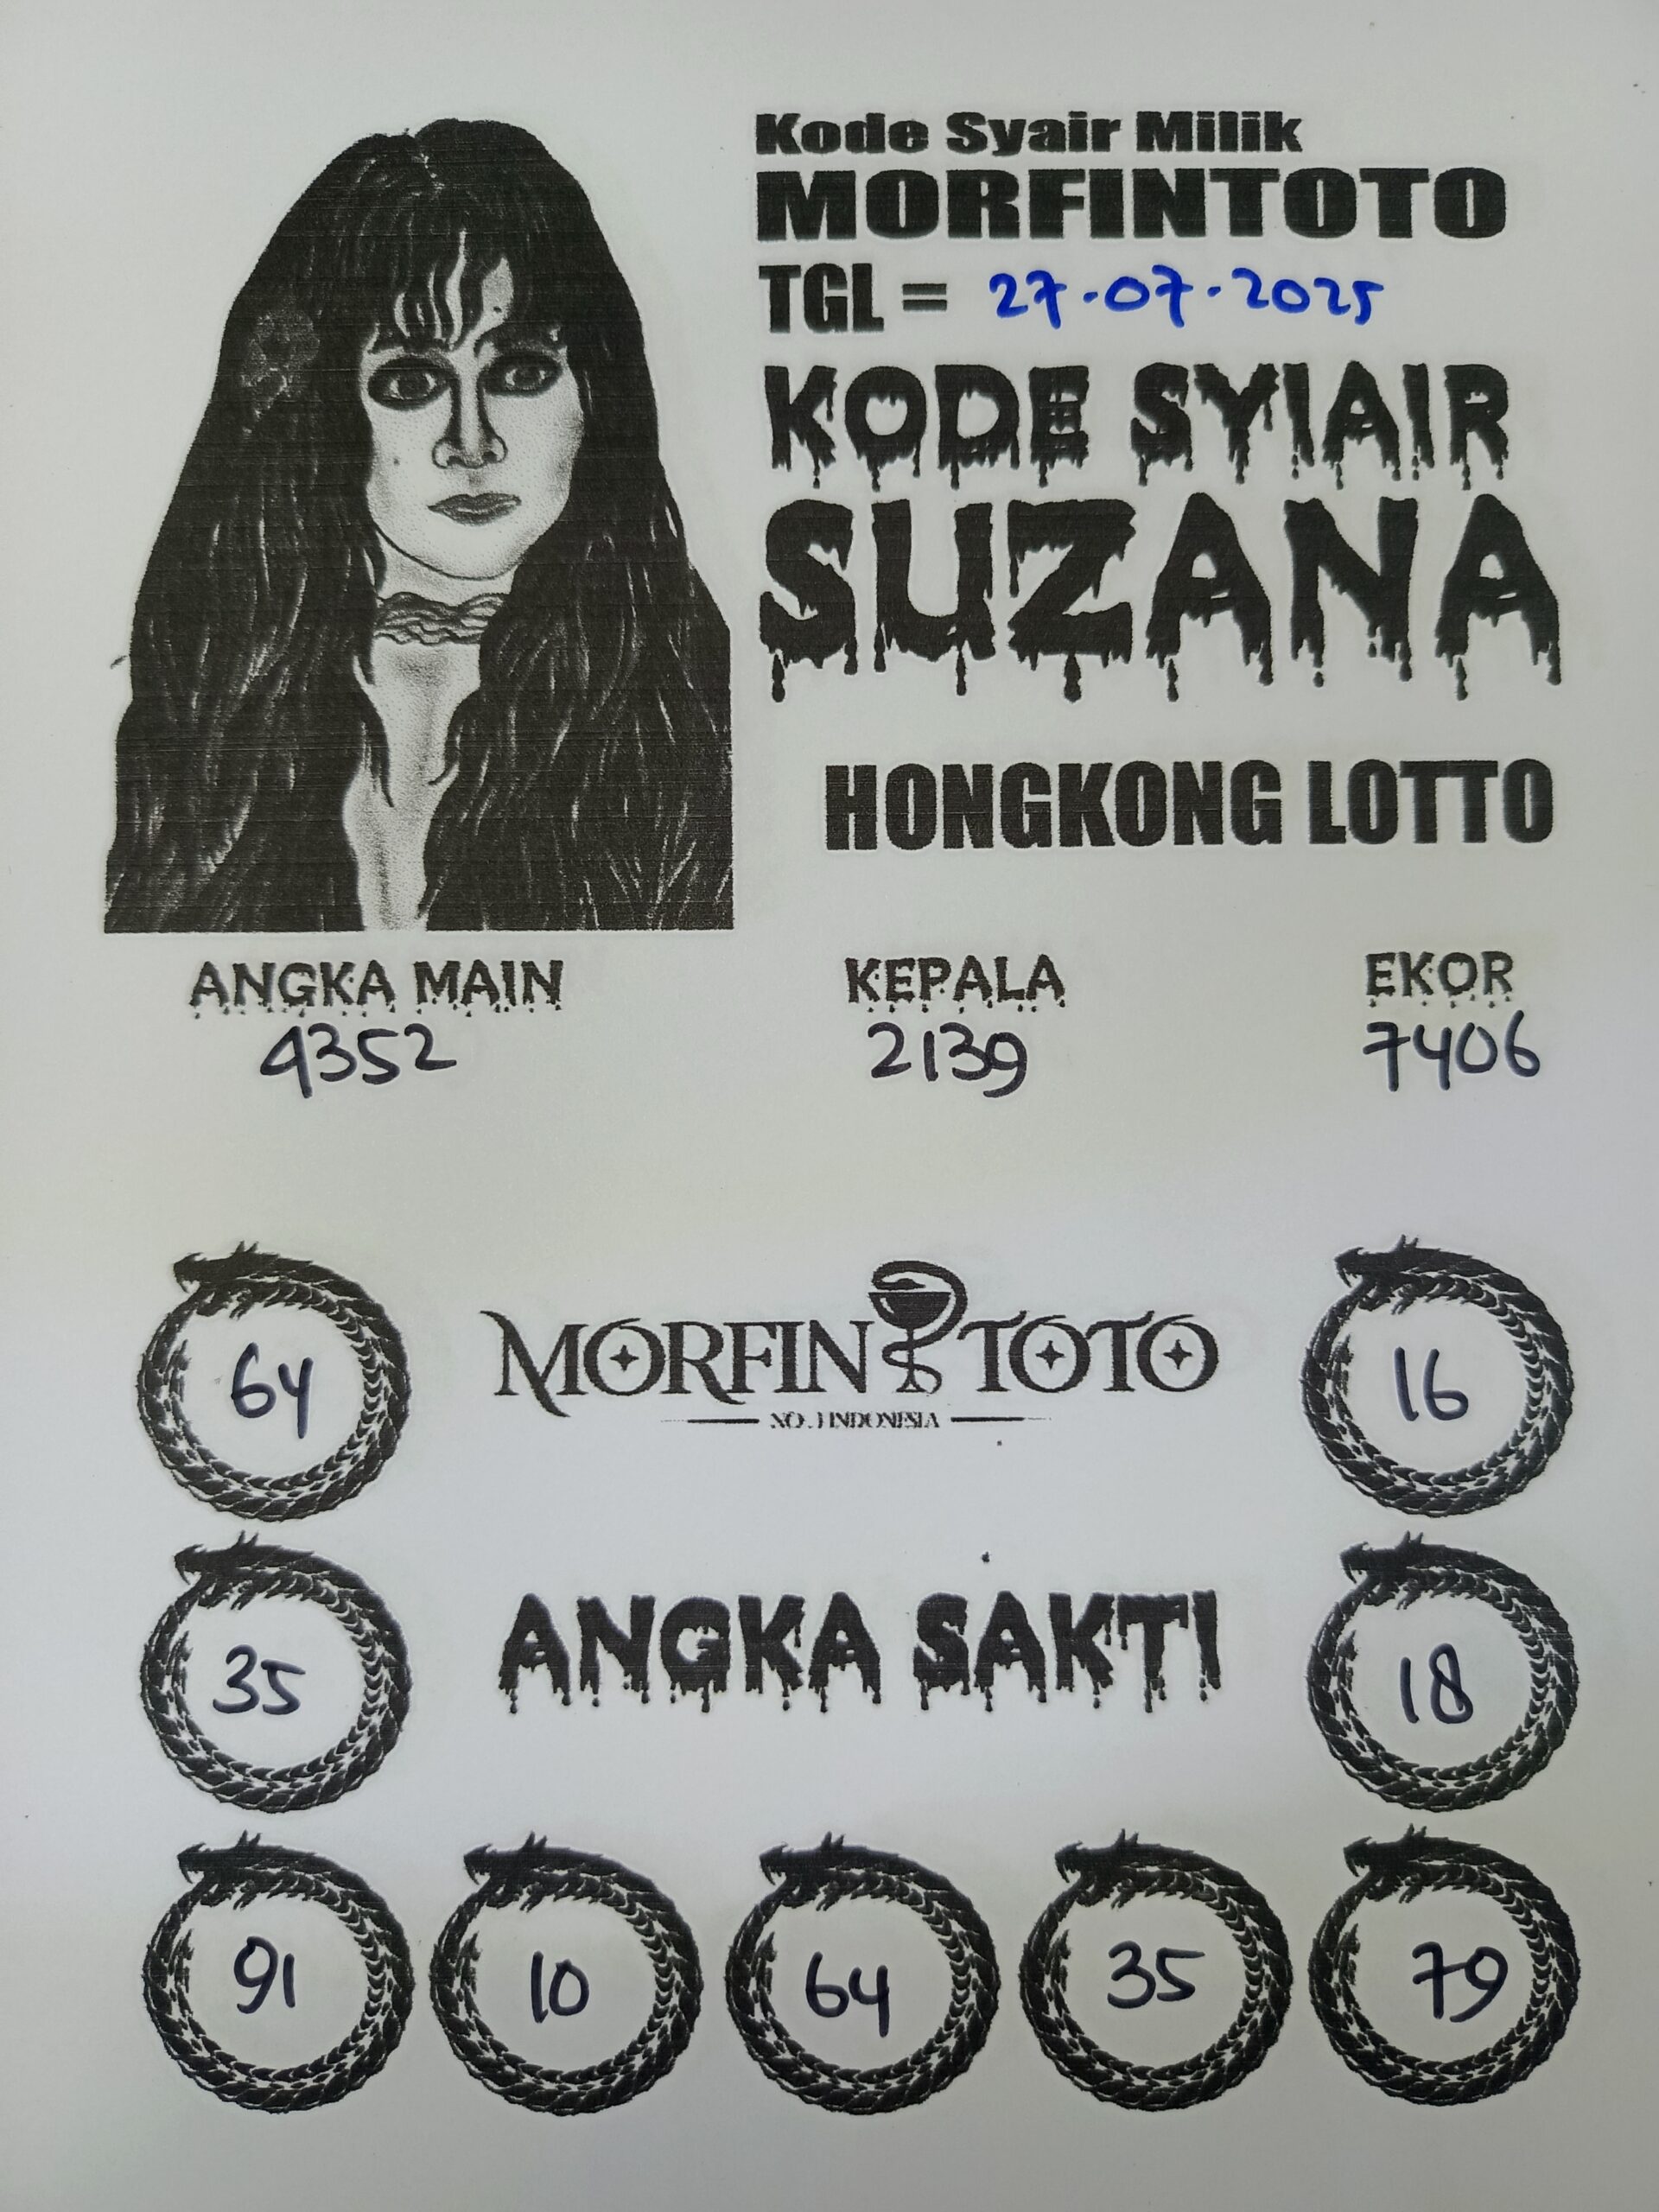 Kode Syair Milik
MORFINTOTO
TGL = 27-07-2025
KODE SYIAIR
SUZANA
HONGKONG LOTTO
ANGKA MAIN KEPALA EKOR
4352 2139 7406
64 MORFIN TOTO 16
NO.1 INDONESIA
35 ANGKA SAKTI 18
91 10 64 35 79